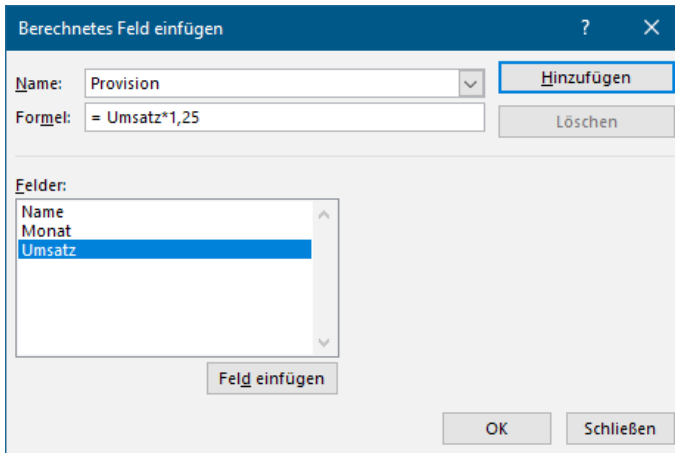 Berechnetes Feld einfügen ?
Name: Provision Hinzufügen
Formel: = Umsatz*1,25 Löschen
Felder:
Name
Monat
Umsatz
Feld einfügen
OK Schließen